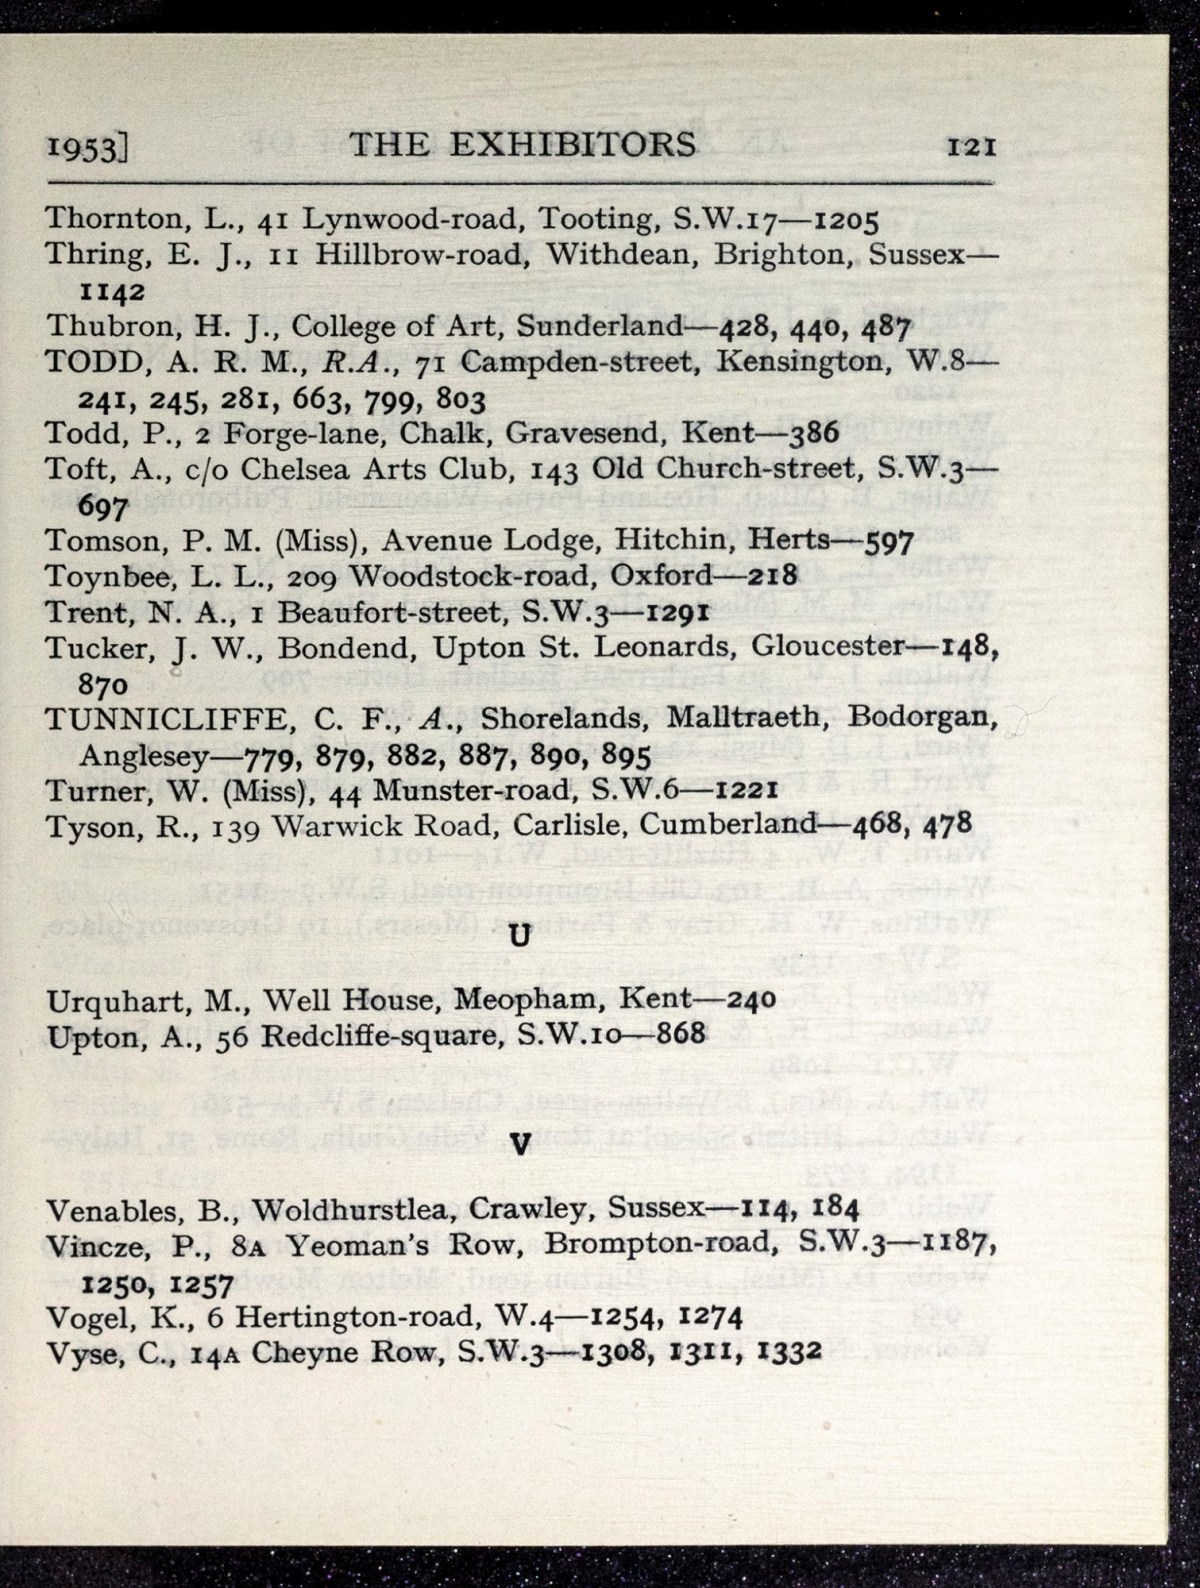 1953] THE EXHIBITORS 121
Thornton, L., 41 Lynwood-road, Tooting, S.W.17—1205
Thring, E. J., 11 Hillbrow-road, Withdean, Brighton, Sussex—
1142
Thubron, H. J., College of Art, Sunderland—428, 440, 487
TODD, A. R. M., R.A., 71 Campden-street, Kensington, W.8—
241, 245, 281, 663, 799, 803
Todd, P., 2 Forge-lane, Chalk, Gravesend, Kent—386
Toft, A., c/o Chelsea Arts Club, 143 Old Church-street, S.W.3—
697
Tomson, P. M. (Miss), Avenue Lodge, Hitchin, Herts—597
Toynbee, L. L., 209 Woodstock-road, Oxford—218
Trent, N. A., 1 Beaufort-street, S.W.3—1291
Tucker, J. W., Bondend, Upton St. Leonards, Gloucester—148,
870
TUNNICLIFFE, C. F., A., Shorelands, Malltraeth, Bodorgan,
Anglesey—779, 879, 882, 887, 890, 895
Turner, W. (Miss), 44 Munster-road, S.W.6—1221
Tyson, R., 139 Warwick Road, Carlisle, Cumberland—468, 478
U
Urquhart, M., Well House, Meopham, Kent—240
Upton, A., 56 Redcliffe-square, S.W.10—868
V
Venables, B., Woldhurstlea, Crawley, Sussex—114, 184
Vincze, P., 8A Yeoman's Row, Brompton-road, S.W.3—1187,
1250, 1257
Vogel, K., 6 Hertington-road, W.4—1254, 1274
Vyse, C., 14A Cheyne Row, S.W.3—1308, 1311, 1332